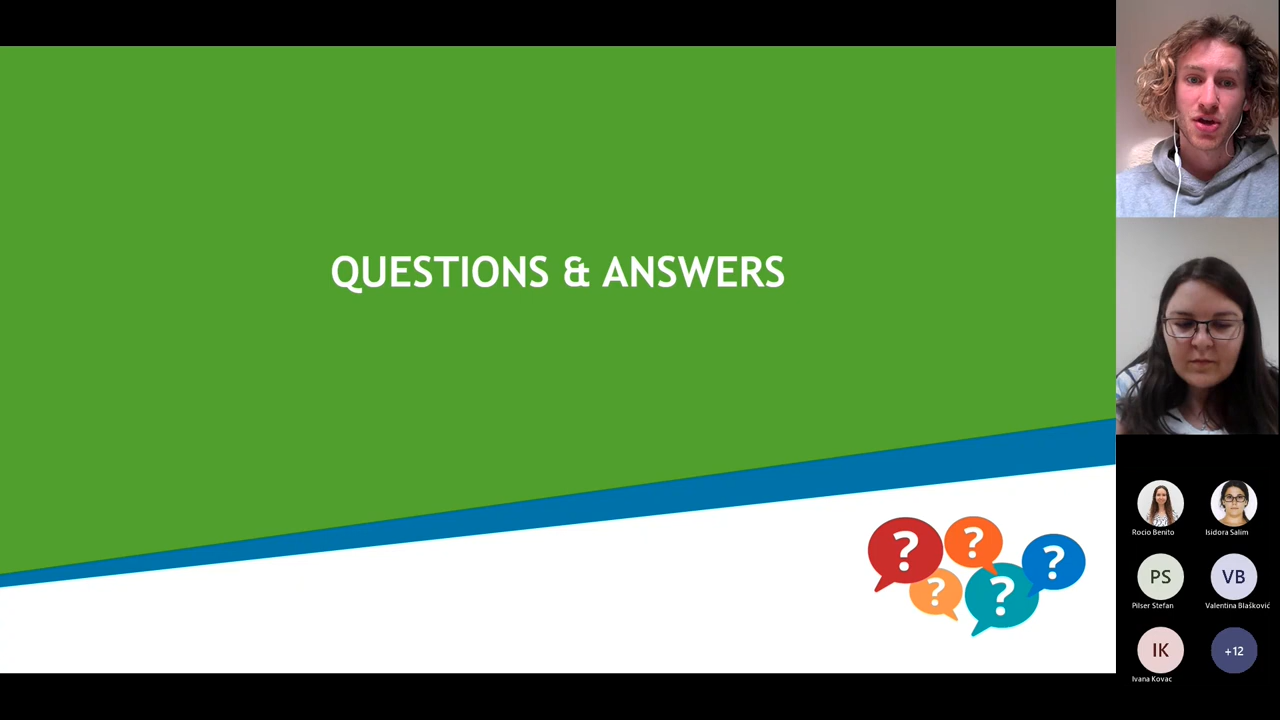 QUESTIONS & ANSWERS
? ? ?
? ?
Rocio Benito
Isidora Salim
PS
VB
Pilser Stefan
Valentina Blašković
IK
+12
Ivana Kovac